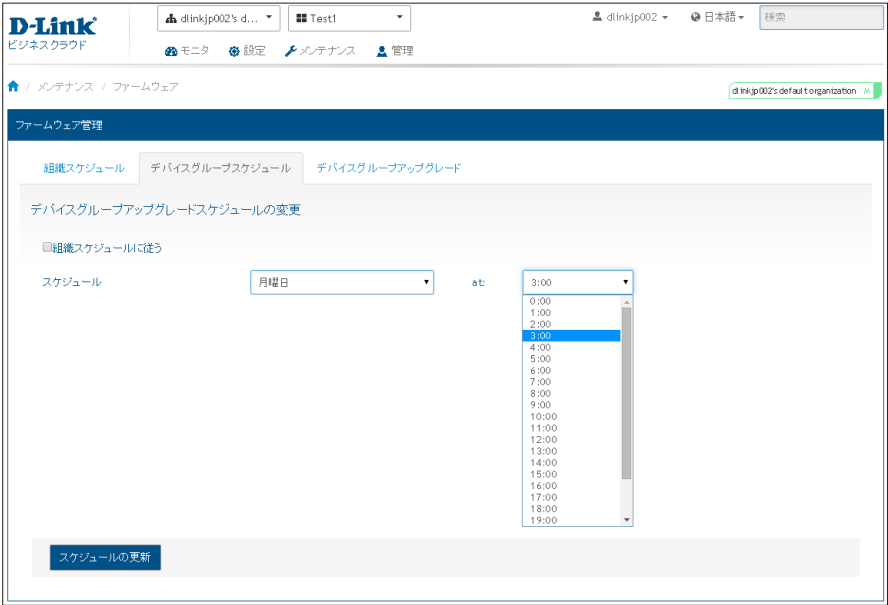 D-Link
ビジネスクラウド
dlinkjp002's d...
Test1
dlinkjp002
日本語
検索
モニタ
設定
メンテナンス
管理
/ メンテナンス / ファームウェア
dlinkjp002's default organization
ファームウェア管理
組織スケジュール
デバイスグループスケジュール
デバイスグループアップグレード
デバイスグループアップグレードスケジュールの変更
組織スケジュールに従う
スケジュール
月曜日
at:
3:00
0:00
1:00
2:00
3:00
4:00
5:00
6:00
7:00
8:00
9:00
10:00
11:00
12:00
13:00
14:00
15:00
16:00
17:00
18:00
19:00
スケジュールの更新